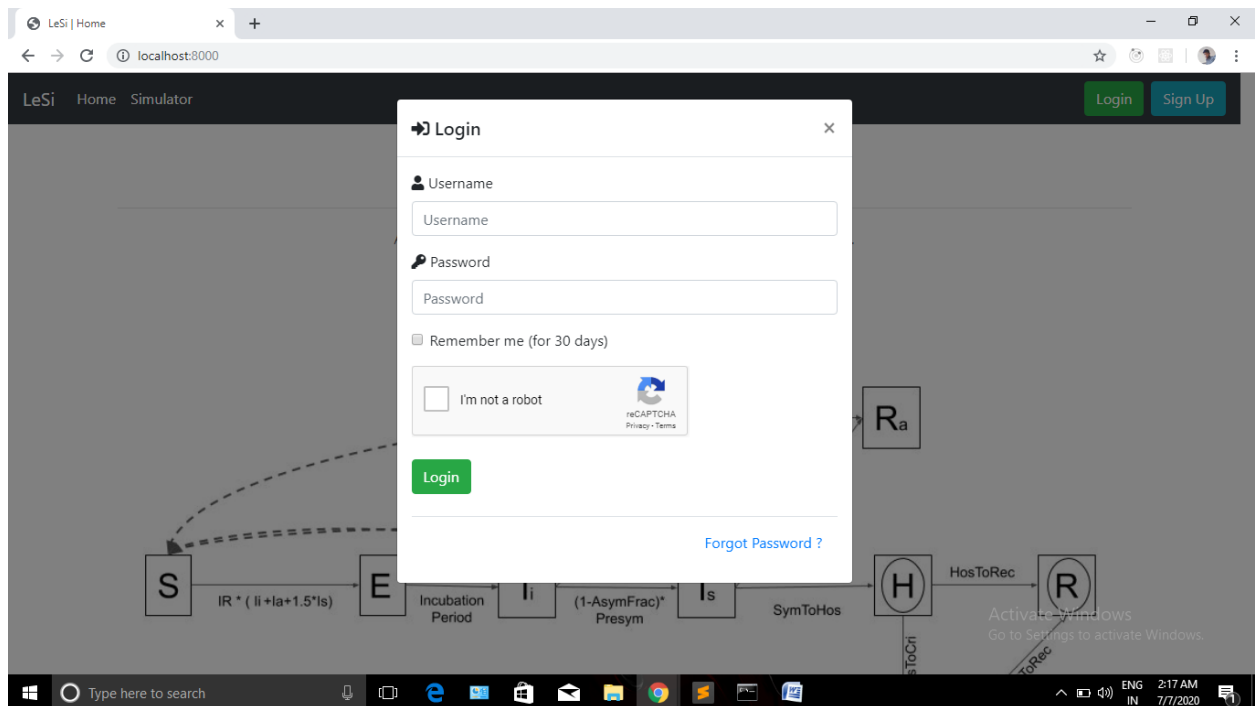 LeSi | Home
localhost:8000
LeSi Home Simulator Login Sign Up
Login
Username
Username
Password
Password
Remember me (for 30 days)
I'm not a robot
reCAPTCHA
Privacy • Terms
Login
Forgot Password ?
Ra
S
IR * ( Ii +Ia+1.5*Is)
E
Incubation
Period
Ii
(1-AsymFrac)*
Presym
Is
SymToHos
H
HosToRec
R
ToRec
Activate Windows
Go to Settings to activate Windows.
Type here to search
ENG
IN
2:17 AM
7/7/2020
1